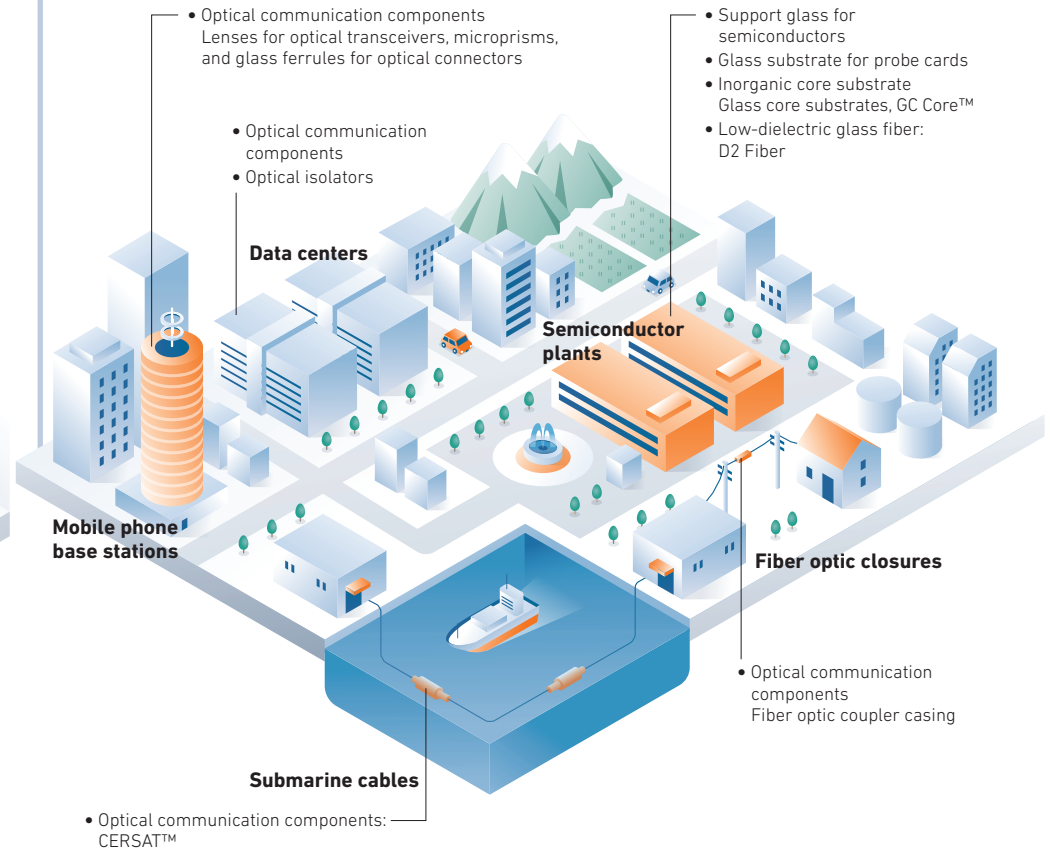 • Optical communication components
Lenses for optical transceivers, microprisms,
and glass ferrules for optical connectors
• Support glass for
semiconductors
• Glass substrate for probe cards
• Inorganic core substrate
Glass core substrates, GC Core™
• Low-dielectric glass fiber:
D2 Fiber
• Optical communication
components
• Optical isolators
Data centers
Semiconductor
plants
Mobile phone
base stations
Fiber optic closures
• Optical communication
components
Fiber optic coupler casing
Submarine cables
• Optical communication components:
CERSAT™